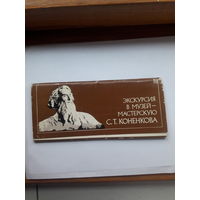 ЭКСКУРСИЯ
В МУЗЕЙ—
МАСТЕРСКУЮ
С.Т. КОНЕНКОВА